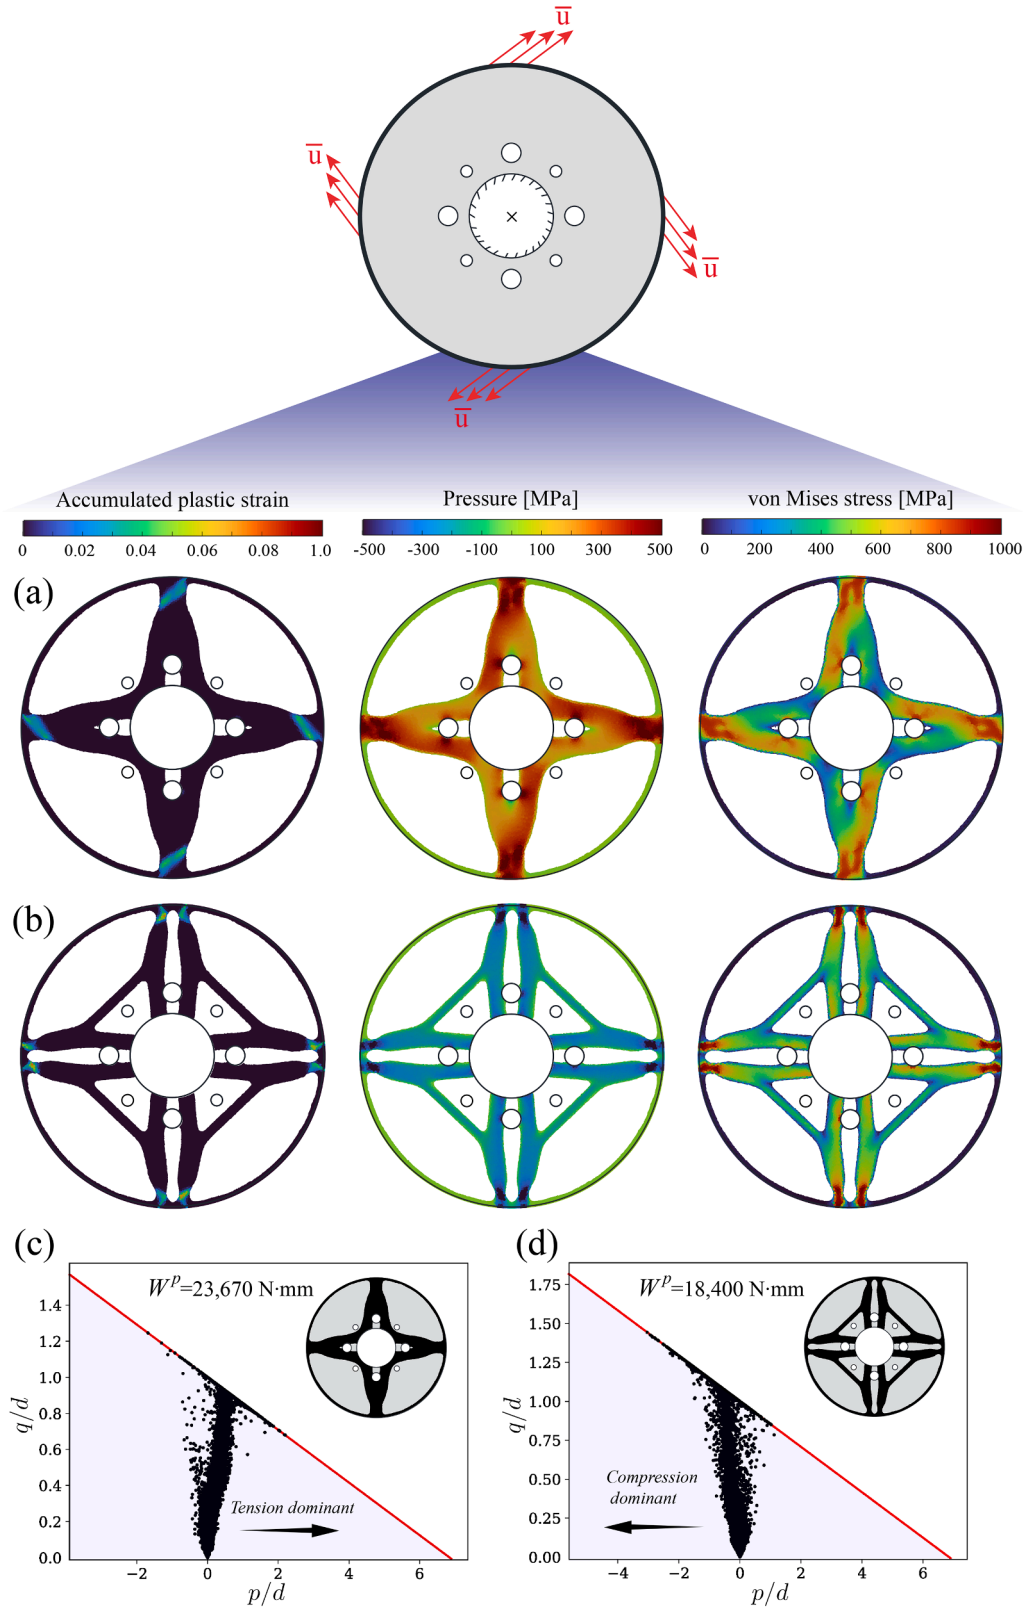 u̅
u̅
u̅
u̅
Accumulated plastic strain
Pressure [MPa]
von Mises stress [MPa]
0 0.02 0.04 0.06 0.08 1.0
-500 -300 -100 100 300 500
0 200 400 600 800 1000
(a)
(b)
(c)
W^p=23,670 N·mm
Tension dominant
q/d
1.4
1.2
1.0
0.8
0.6
0.4
0.2
0.0
−2 0 2 4 6
p/d
(d)
W^p=18,400 N·mm
Compression
dominant
q/d
1.75
1.50
1.25
1.00
0.75
0.50
0.25
0.00
−4 −2 0 2 4 6
p/d